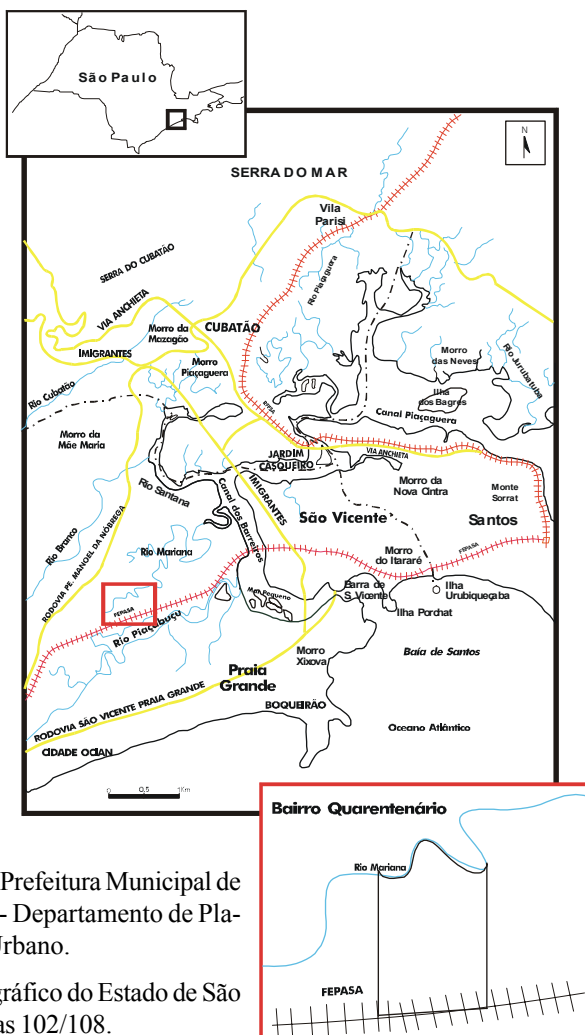 São Paulo
N
SERRA DO MAR
Vila
Parisi
SERRA DO CUBATÃO
Rio Piaçaguera
VIA ANCHIETA
Morro da
Mazagão
CUBATÃO
IMIGRANTES
Morro
Piaçaguera
Morro
das Neves
Rio Jurubatuba
Rio Cubatão
Ilha
dos Bagres
Canal Piaçaguera
Morro da
Mãe Maria
JARDIM
CASQUEIRO
VIA ANCHIETA
Rio Santana
Canal dos Barreiros
IMIGRANTES
Morro da
Nova Cintra
Monte
Sorrat
São Vicente
Santos
Rio Branco
RODOVIA PE. MANOEL DA NÓBREGA
Rio Mariana
Morro
do Itararé
FEPASA
Mar Pequeno
Barra de
S. Vicente
Ilha
Urubiqueçaba
FEPASA
Rio Piaçabuçu
Ilha Porchat
Morro
Xixova
Baía de Santos
Praia
Grande
RODOVIA SÃO VICENTE PRAIA GRANDE
BOQUEIRÃO
Oceano Atlântico
CIDADE OCIAN
0 0,5 1Km
Bairro Quarentenário
Rio Mariana
FEPASA
Prefeitura Municipal de
- Departamento de Pla-
Urbano.
gráfico do Estado de São
as 102/108.